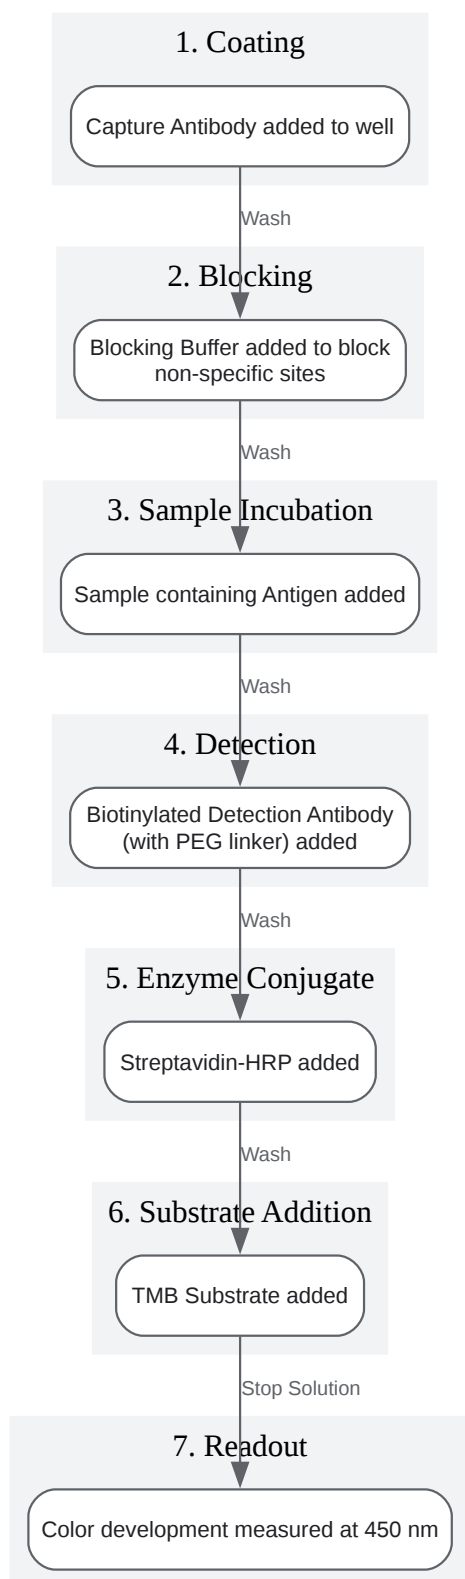 1. Coating
Capture Antibody added to well
Wash
2. Blocking
Blocking Buffer added to block
non-specific sites
Wash
3. Sample Incubation
Sample containing Antigen added
Wash
4. Detection
Biotinylated Detection Antibody
(with PEG linker) added
Wash
5. Enzyme Conjugate
Streptavidin-HRP added
Wash
6. Substrate Addition
TMB Substrate added
Stop Solution
7. Readout
Color development measured at 450 nm